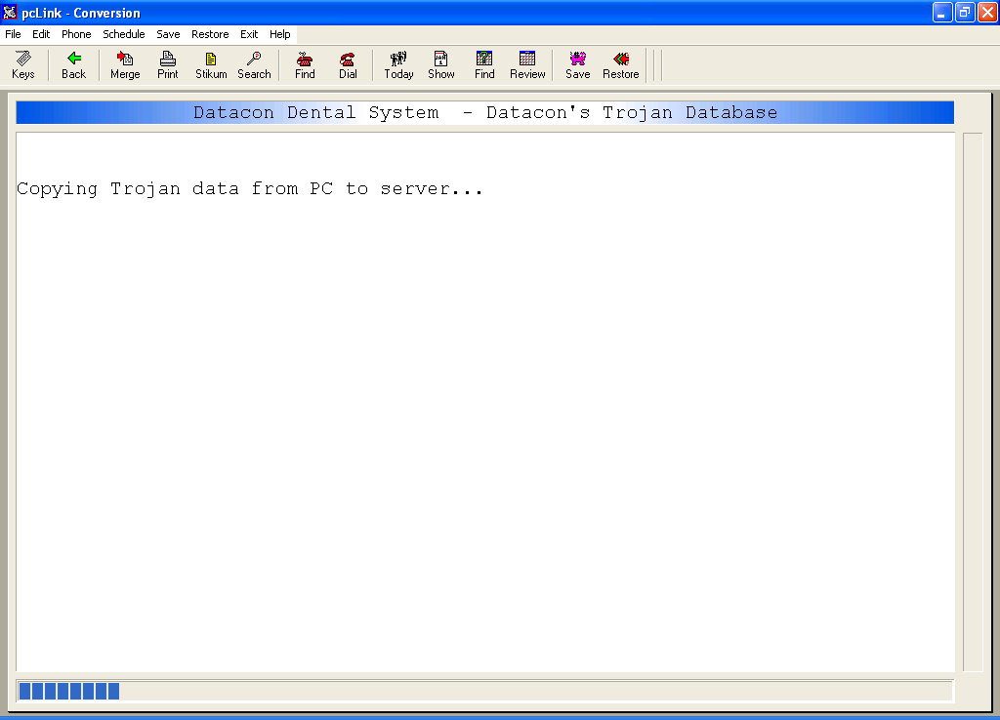 pcLink - Conversion
File Edit Phone Schedule Save Restore Exit Help
Keys Back Merge Print Stikum Search Find Dial Today Show Find Review Save Restore
Datacon Dental System - Datacon's Trojan Database
Copying Trojan data from PC to server...